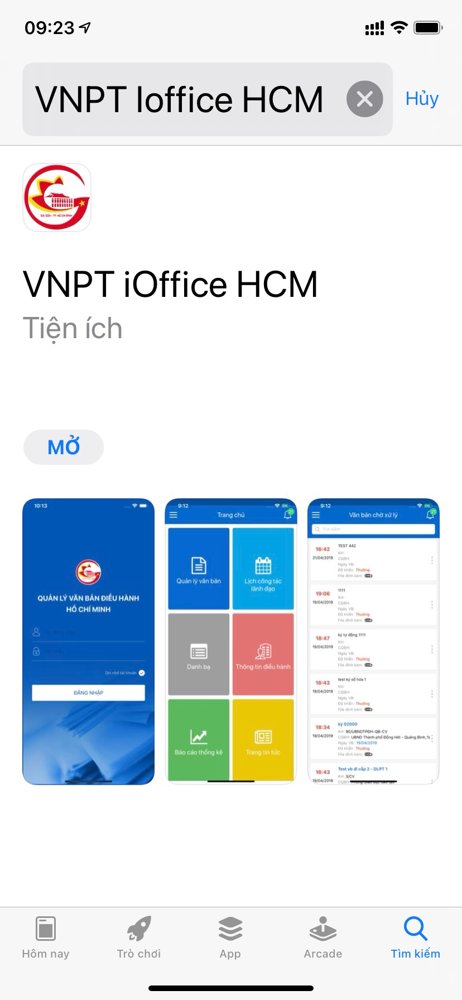 09:23
VNPT Ioffice HCM
Hủy
SÀI GÒN - TP. HỒ CHÍ MINH
VNPT iOffice HCM
Tiện ích
MỞ
10:13
QUẢN LÝ VĂN BẢN ĐIỀU HÀNH
HỒ CHÍ MINH
Ghi nhớ tài khoản
ĐĂNG NHẬP
9:12
Trang chủ
21
Quản lý văn bản
Lịch công tác
lãnh đạo
Danh bạ
Thông tin điều hành
Báo cáo thống kê
Trang tin tức
9:12
Văn bản chờ xử lý
21
Tìm kiếm
16:42
21/04/2019
TEST 442
KH:
CQBH:
Ngày VB:
Độ khẩn: Thường
File đính kèm:
19:06
19/04/2019
1111
KH:
CQBH:
Ngày VB:
Độ khẩn: Thường
File đính kèm:
18:47
19/04/2019
ký tự động 1111
KH:
CQBH:
Ngày VB:
Độ khẩn: Thường
File đính kèm:
18:43
19/04/2019
test ký số hóa 1
KH:
CQBH:
Ngày VB:
Độ khẩn: Thường
File đính kèm:
18:34
19/04/2019
ký 02000
KH: 90/UBNDTPĐH-QB-CV
CQBH: UBND Thành phố Đồng Hới - Quảng Bình_%
Ngày VB: 19/04/2019
Độ khẩn: Thường
File đính kèm:
16:43
19/04/2019
Test vb đi cấp 2 - DLPT 1
KH: 3/CV
CQBH: Phòng Giáo dục đào tạo
Hôm nay
Trò chơi
App
Arcade
Tìm kiếm